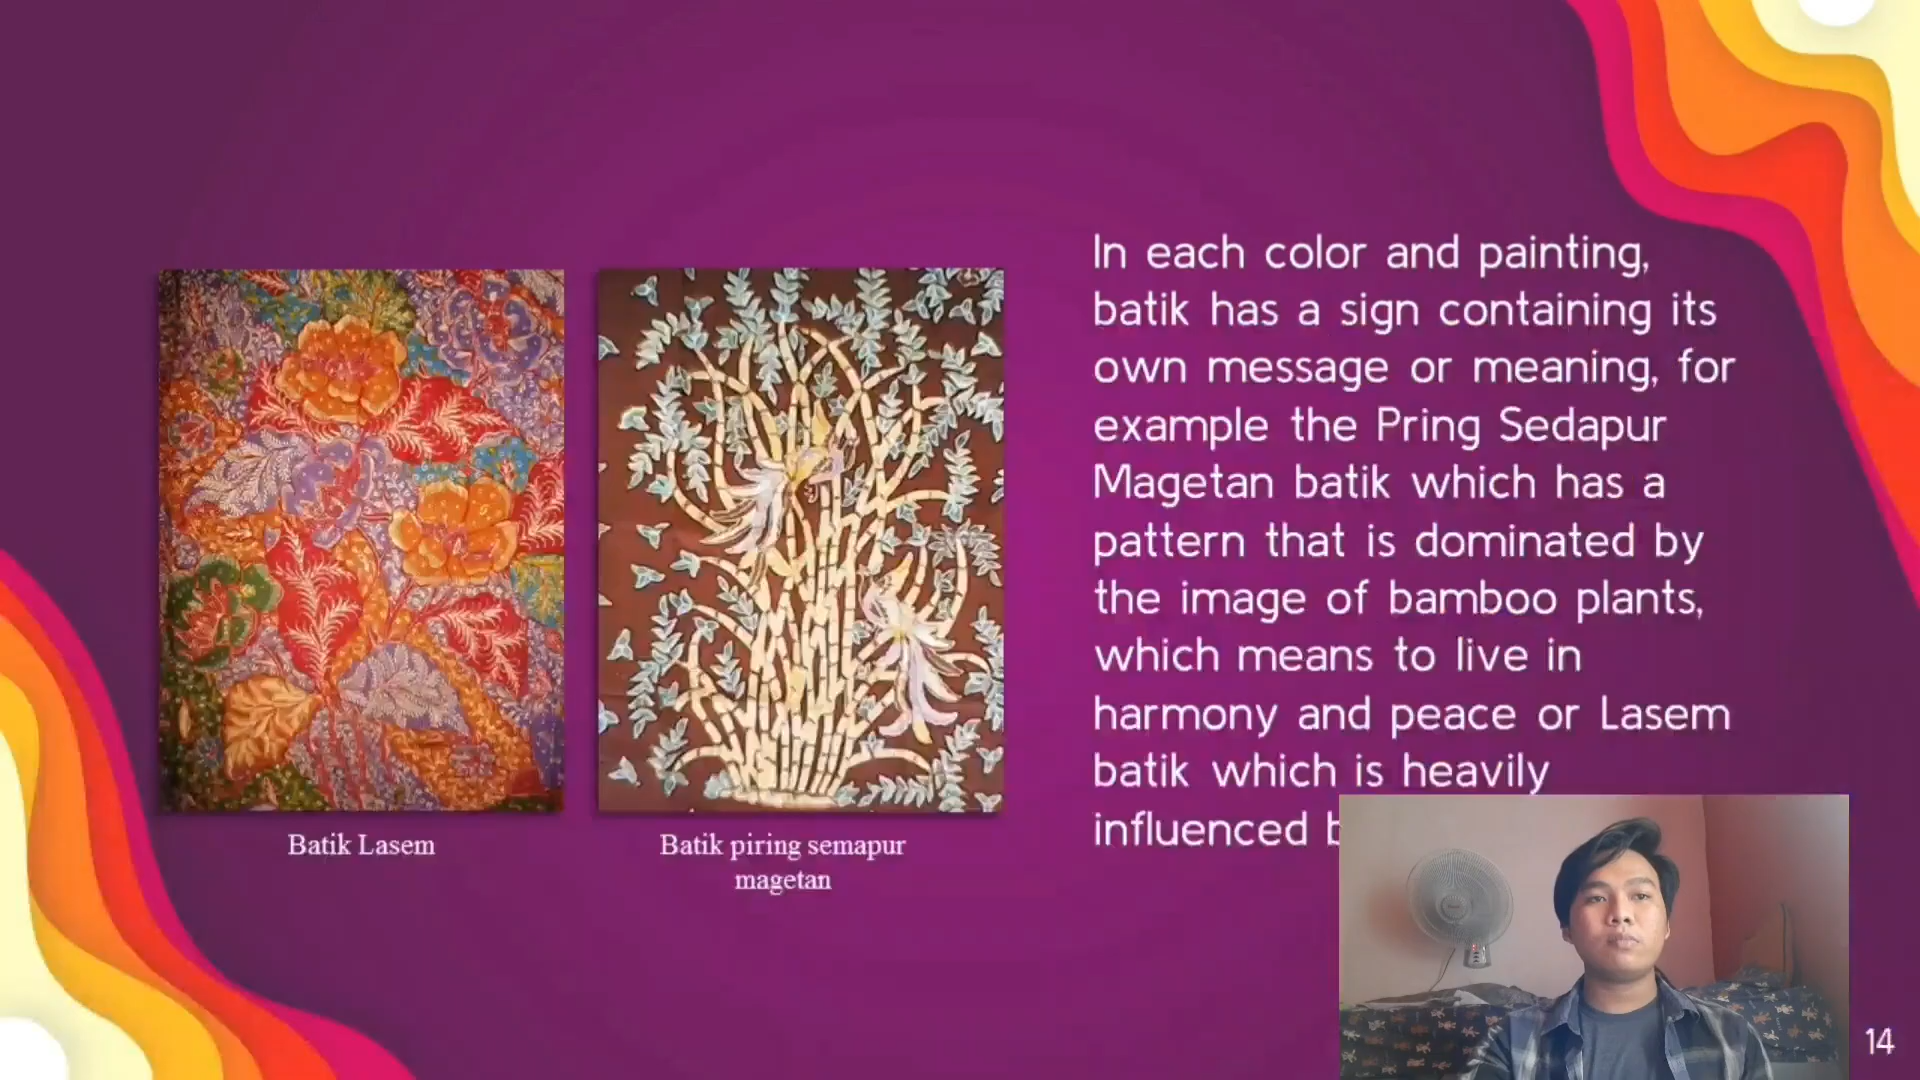 In each color and painting,
batik has a sign containing its
own message or meaning, for
example the Pring Sedapur
Magetan batik which has a
pattern that is dominated by
the image of bamboo plants,
which means to live in
harmony and peace or Lasem
batik which is heavily
influenced
Batik Lasem
Batik piring semapur
magetan
14